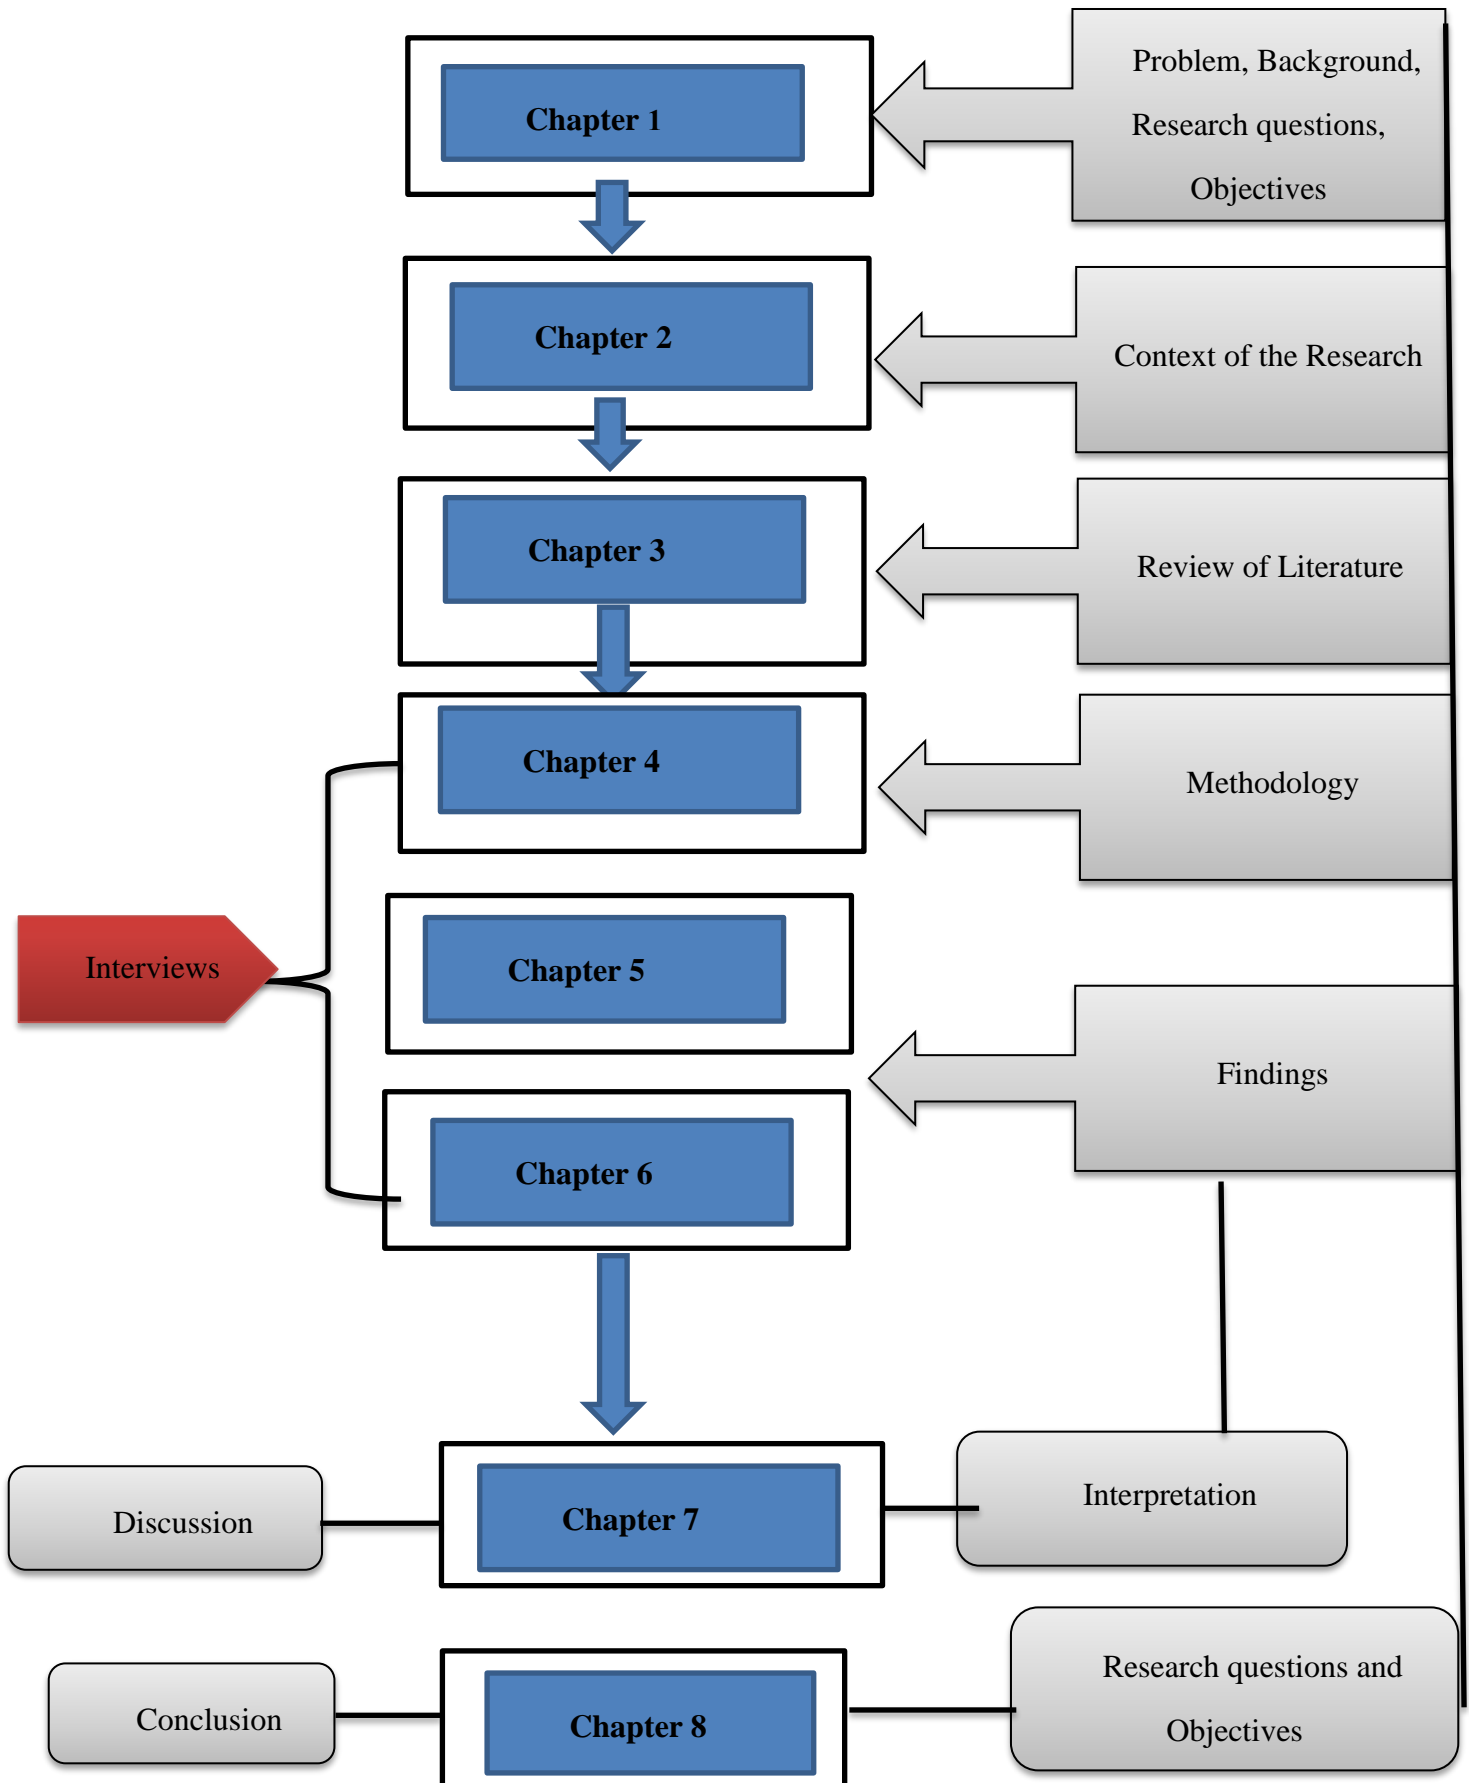 Chapter 1
Problem, Background,
Research questions,
Objectives
Chapter 2
Context of the Research
Chapter 3
Review of Literature
Chapter 4
Methodology
Interviews
Chapter 5
Findings
Chapter 6
Discussion
Chapter 7
Interpretation
Conclusion
Chapter 8
Research questions and
Objectives